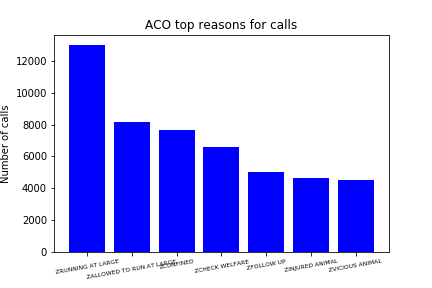 ACO top reasons for calls
Number of calls
12000
10000
8000
6000
4000
2000
0
ZRUNNING AT LARGE
ZALLOWED TO RUN AT LARGE
ZCONFINED
ZCHECK WELFARE
ZFOLLOW UP
ZINJURED ANIMAL
ZVICIOUS ANIMAL